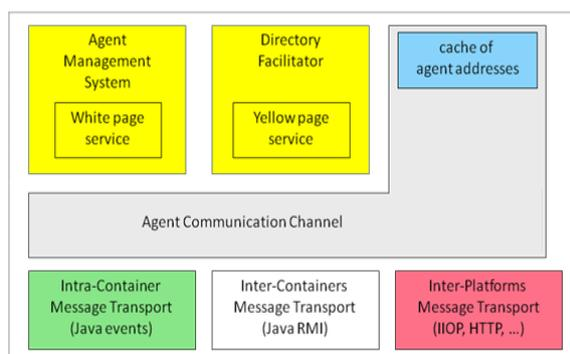 Agent
Management
System
White page
service
Directory
Facilitator
Yellow page
service
cache of
agent addresses
Agent Communication Channel
Intra-Container
Message Transport
(Java events)
Inter-Containers
Message Transport
(Java RMI)
Inter-Platforms
Message Transport
(IIOP, HTTP, ...)